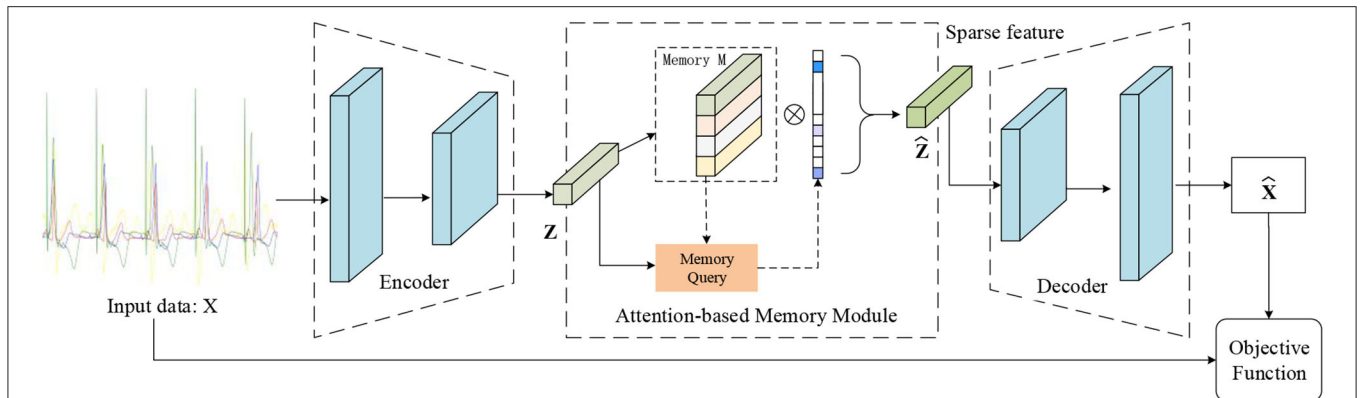 Input data: X
Encoder
Z
Memory M
⊗
Memory
Query
Attention-based Memory Module
Sparse feature
Ẑ
Decoder
X̂
Objective
Function